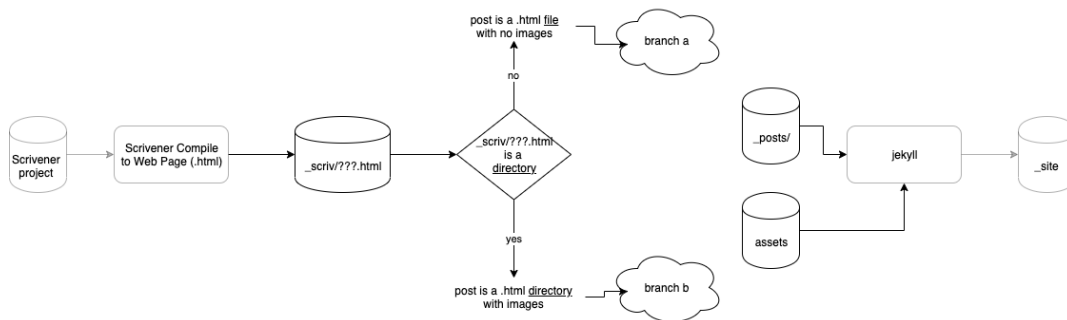 Scrivener
project
Scrivener Compile
to Web Page (.html)
_scriv/???.html
_scriv/???.html
is a
directory
no
post is a .html file
with no images
branch a
yes
post is a .html directory
with images
branch b
_posts/
assets
jekyll
_site